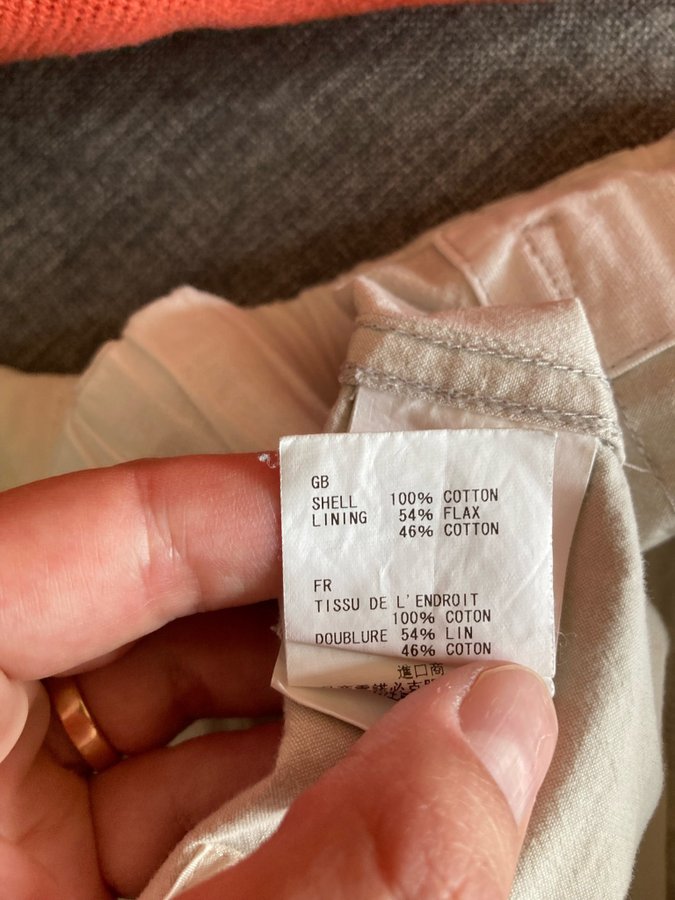 GB
SHELL 100% COTTON
LINING 54% FLAX
46% COTTON
FR
TISSU DE L'ENDROIT
100% COTON
DOUBLURE 54% LIN
46% COTON
進口商